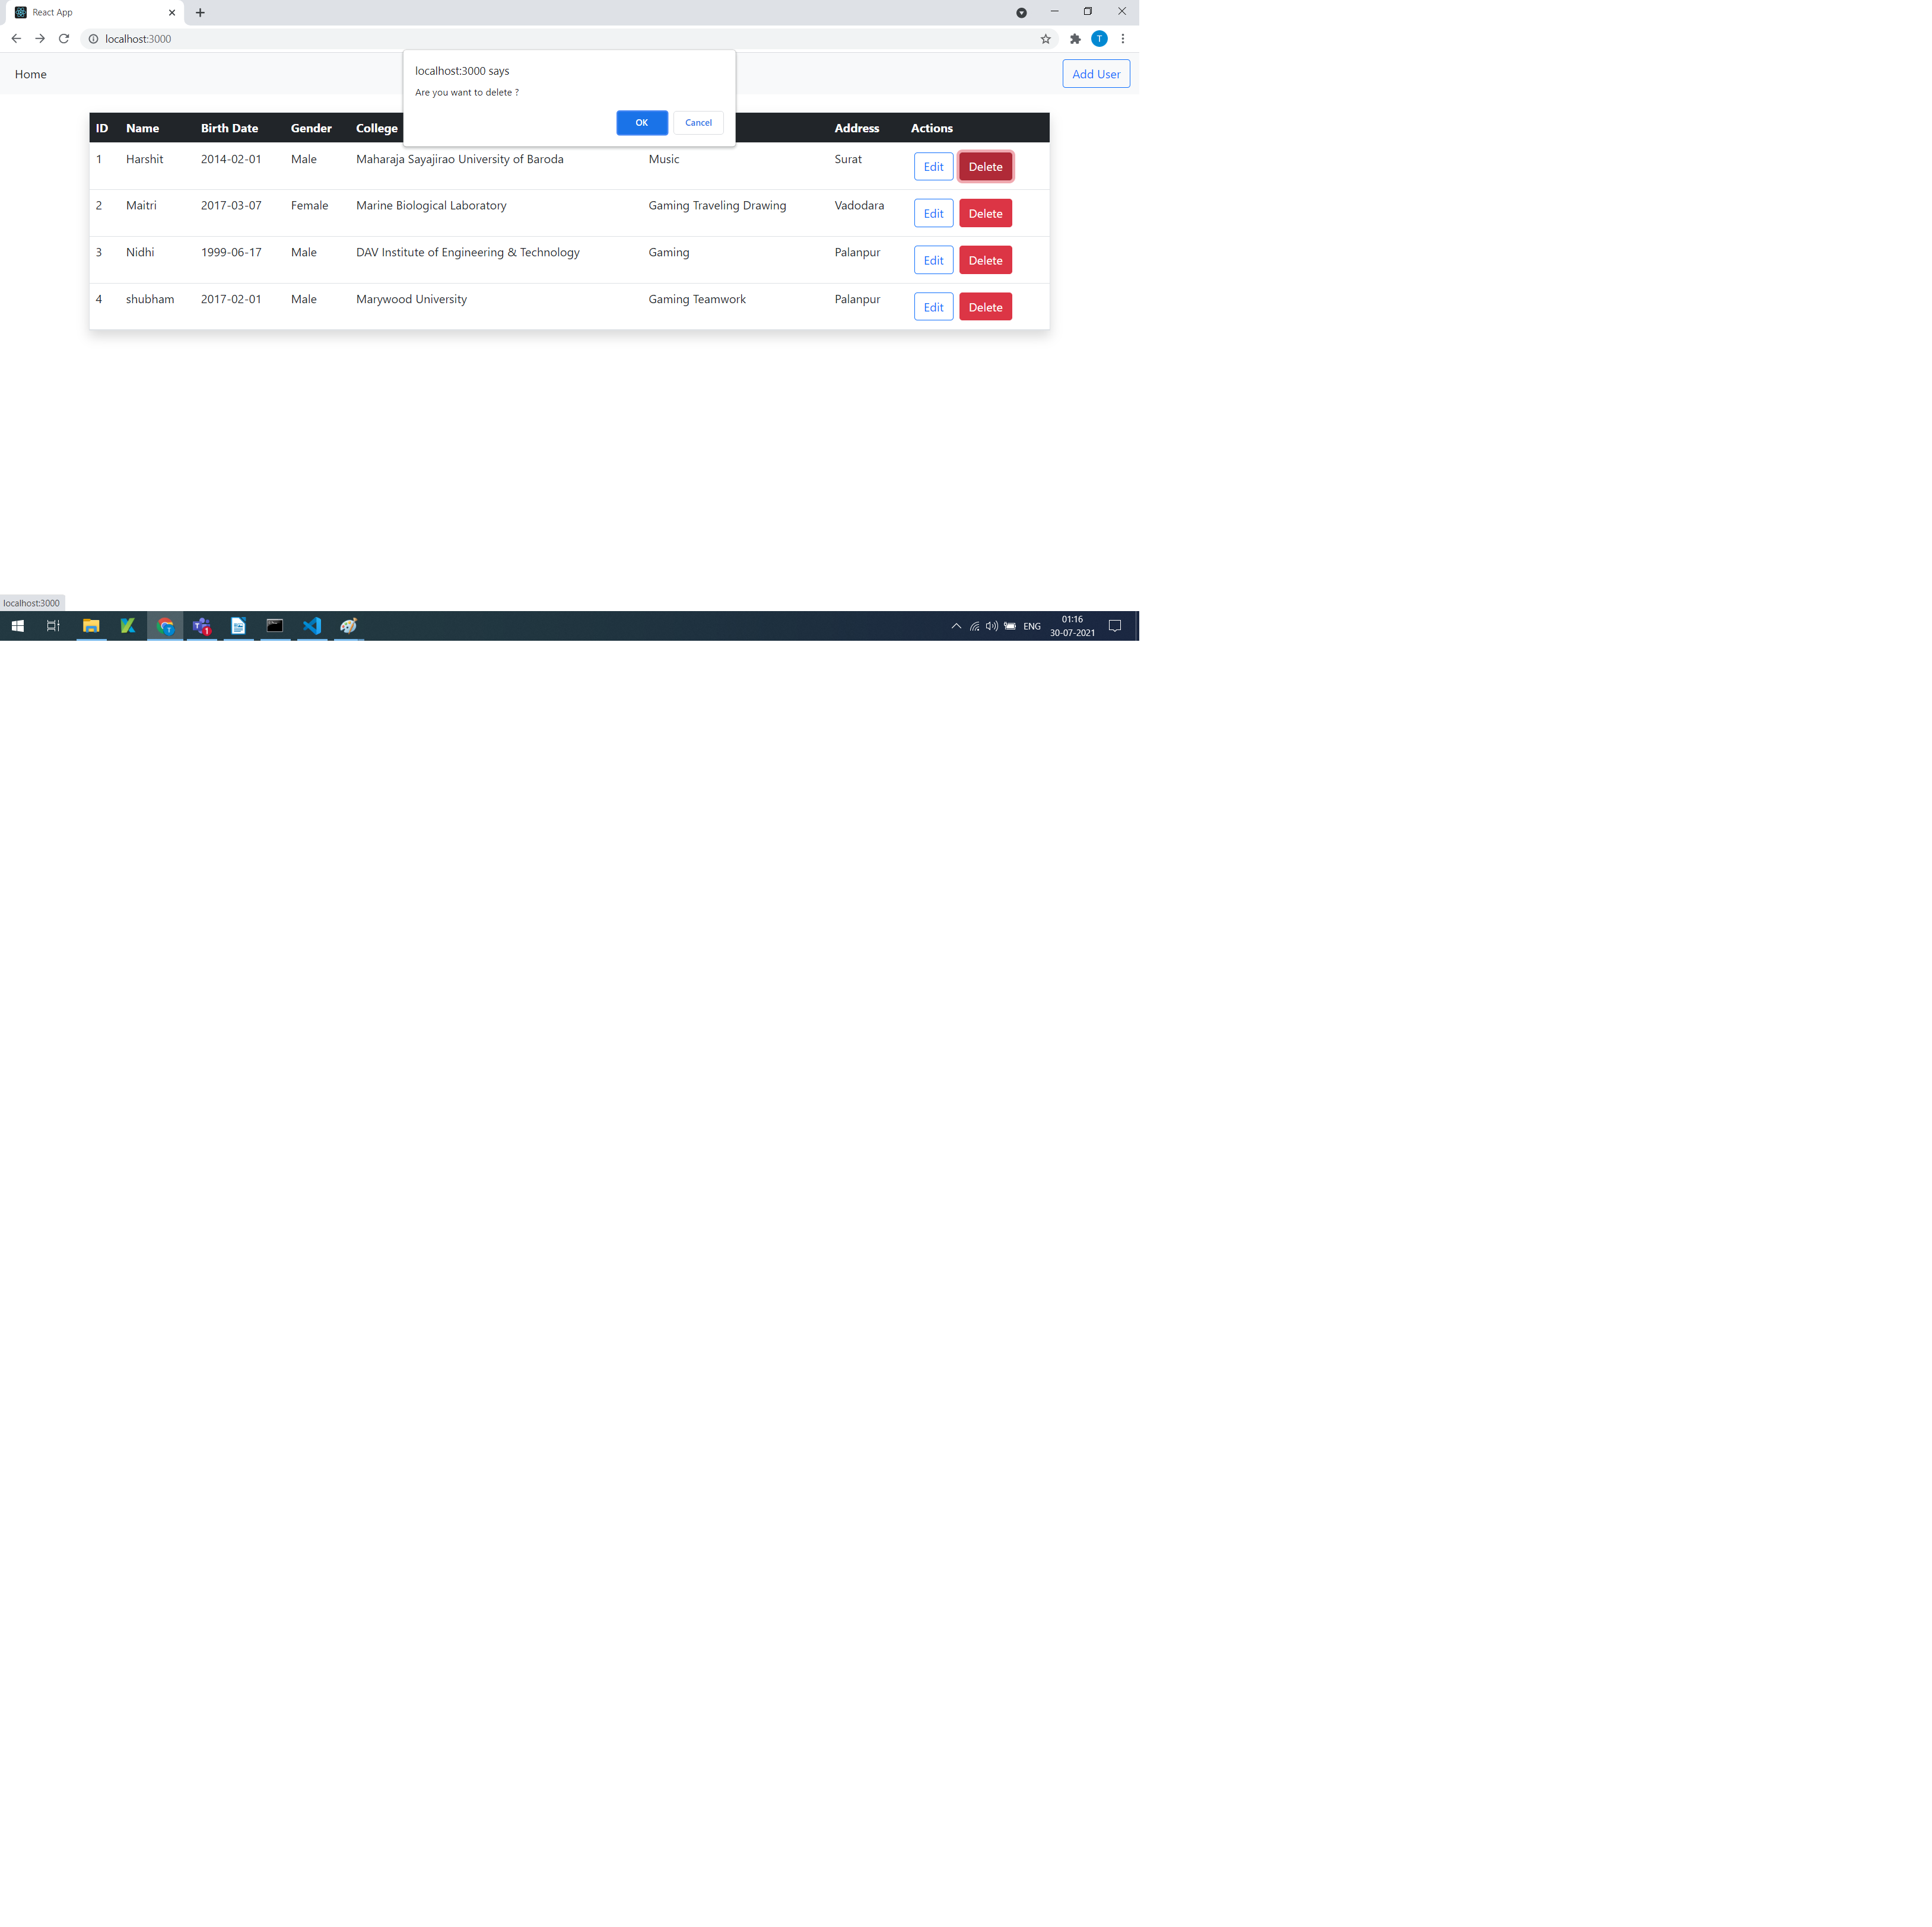 React App
localhost:3000
Home
localhost:3000 says
Are you want to delete ?
OK Cancel
Add User
ID Name Birth Date Gender College Address Actions
1 Harshit 2014-02-01 Male Maharaja Sayajirao University of Baroda Music Surat Edit Delete
2 Maitri 2017-03-07 Female Marine Biological Laboratory Gaming Traveling Drawing Vadodara Edit Delete
3 Nidhi 1999-06-17 Male DAV Institute of Engineering & Technology Gaming Palanpur Edit Delete
4 shubham 2017-02-01 Male Marywood University Gaming Teamwork Palanpur Edit Delete
localhost:3000
T
T
T 1
ENG
01:16
30-07-2021